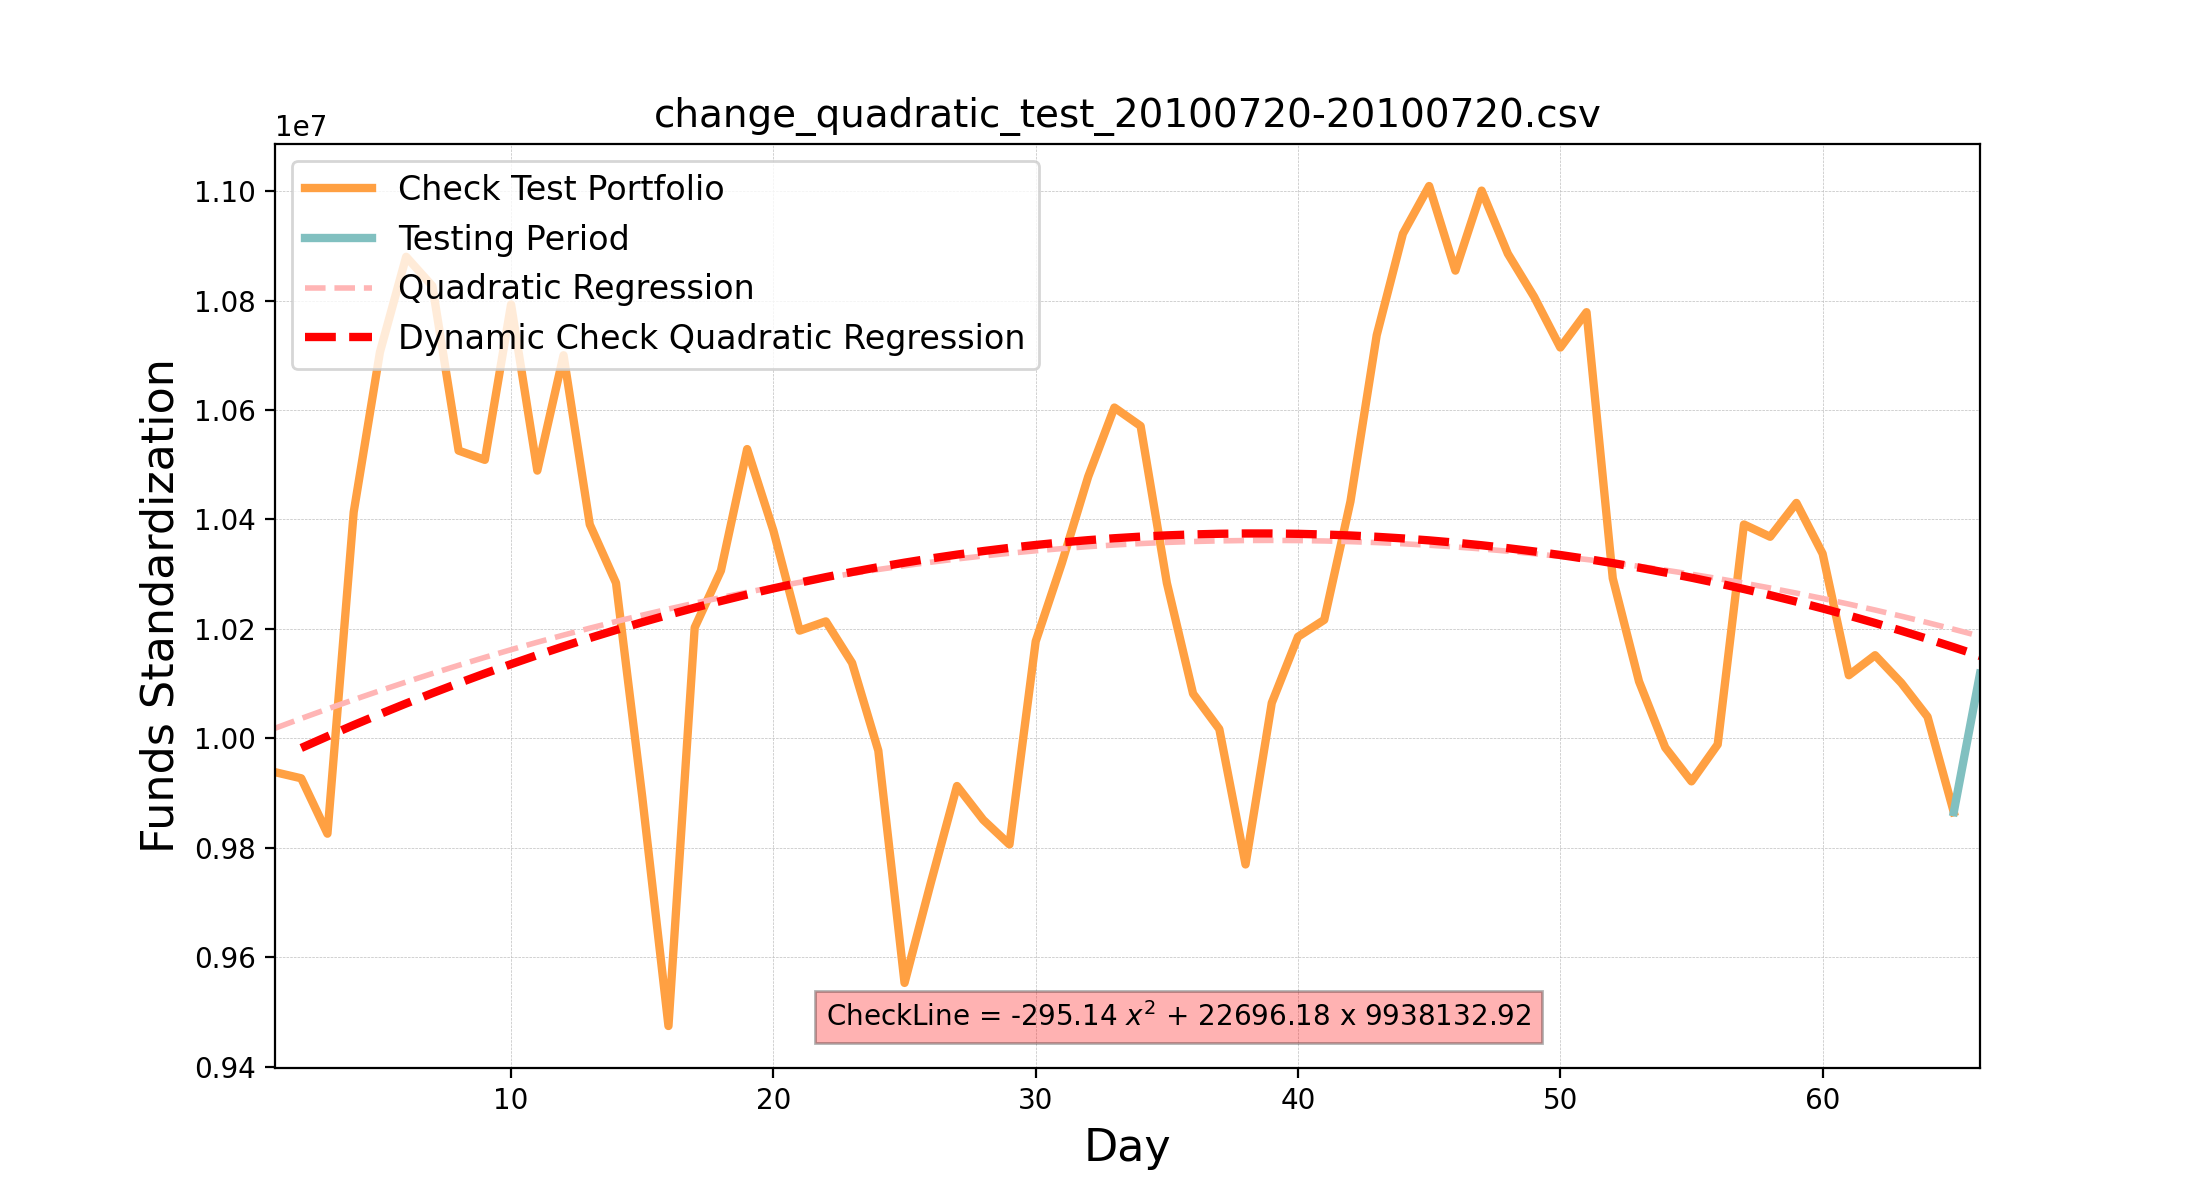 change_quadratic_test_20100720-20100720.csv
1e7
Check Test Portfolio
Testing Period
Quadratic Regression
Dynamic Check Quadratic Regression
Funds Standardization
1.10
1.08
1.06
1.04
1.02
1.00
0.98
0.96
0.94
CheckLine = -295.14 x² + 22696.18 x 9938132.92
10 20 30 40 50 60
Day